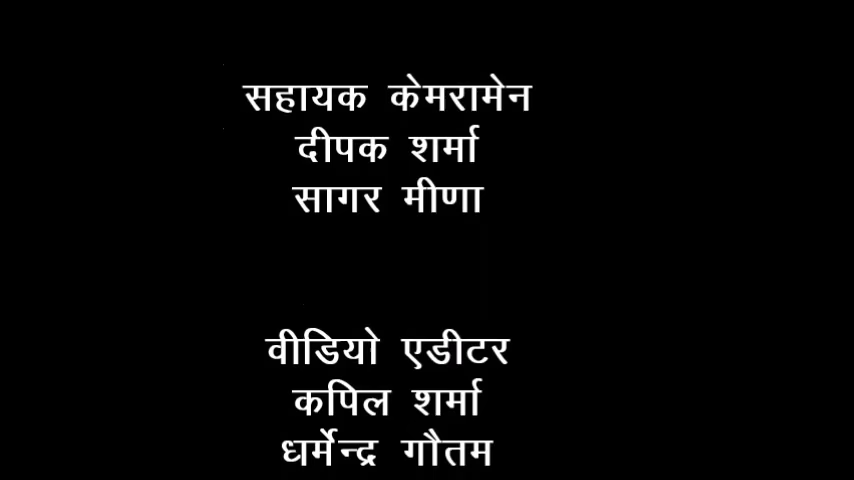 सहायक केमरामेन
दीपक शर्मा
सागर मीणा
वीडियो एडीटर
कपिल शर्मा
धर्मेन्द्र गौतम